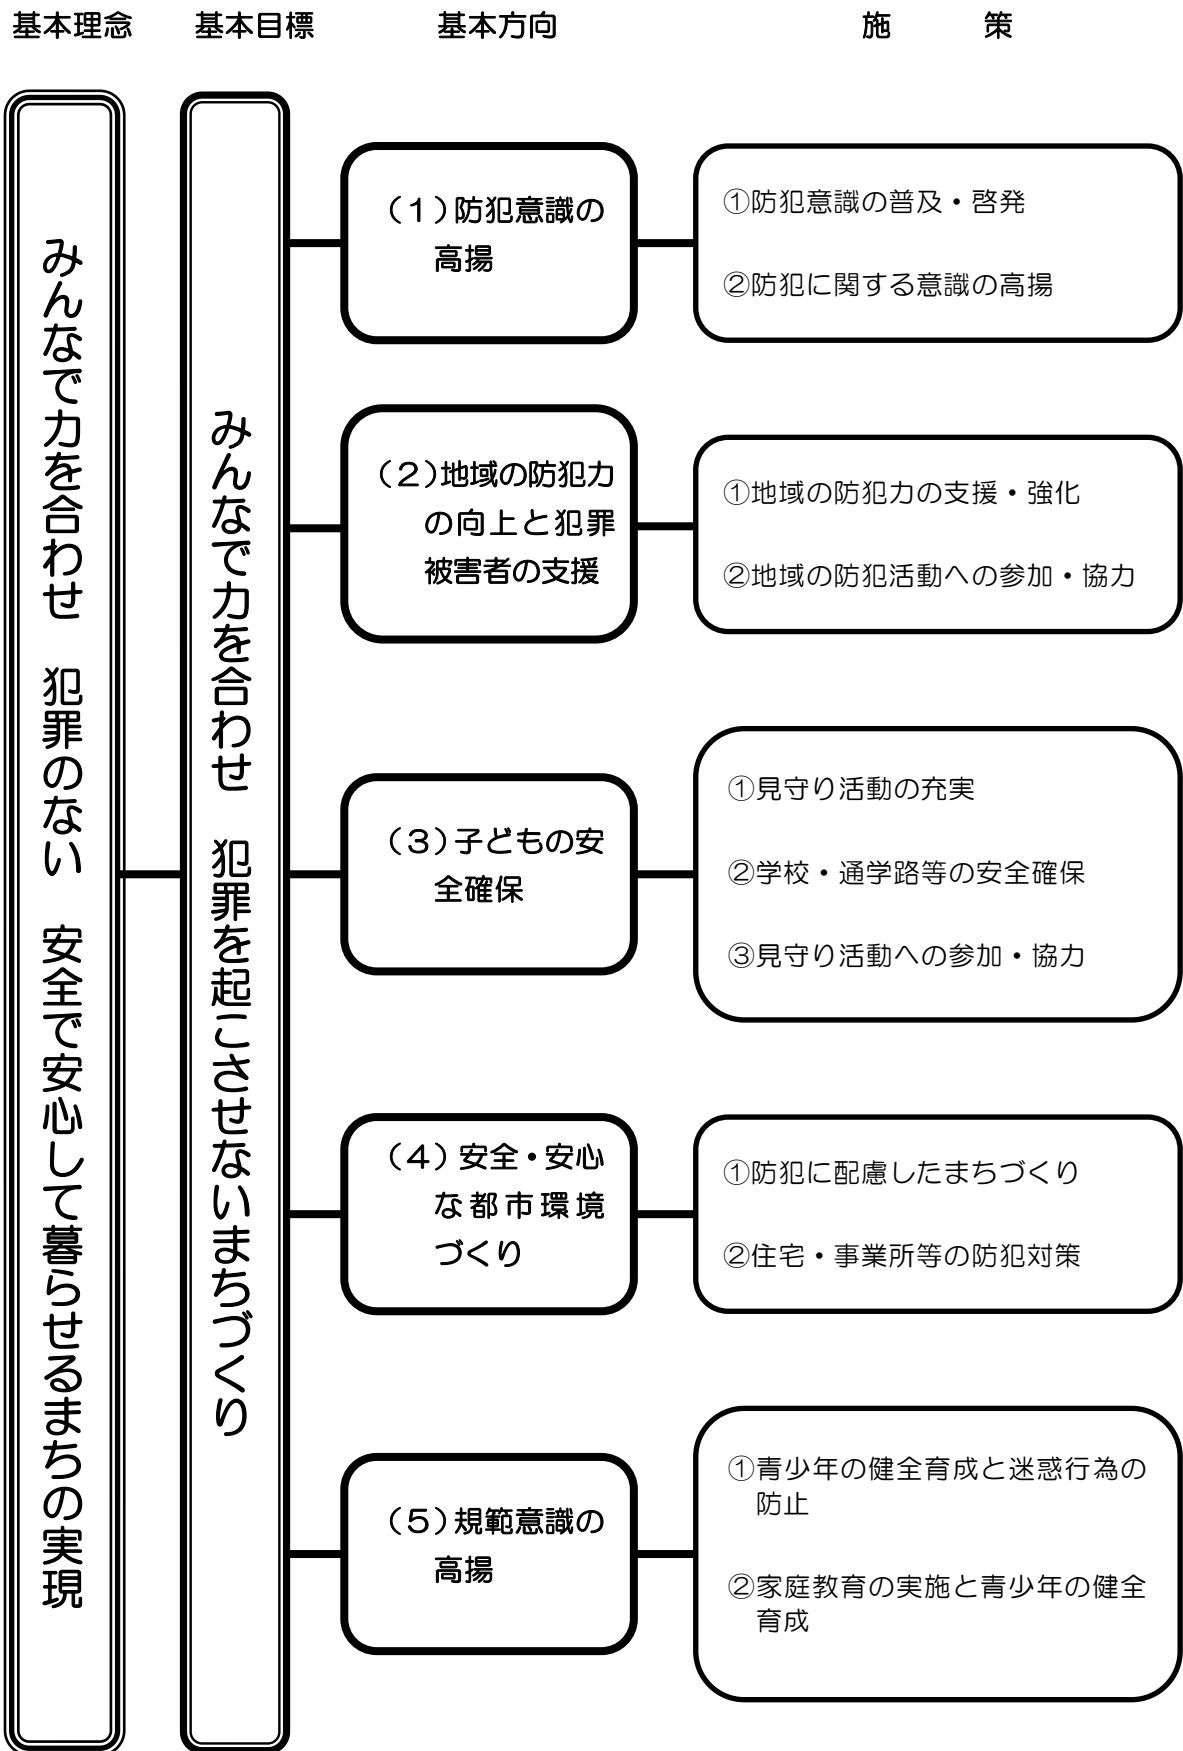 基本理念
基本目標
基本方向
施　策
みんなで力を合わせ　犯罪のない　安全で安心して暮らせるまちの実現
みんなで力を合わせ　犯罪を起こさせないまちづくり
（１）防犯意識の
高揚
①防犯意識の普及・啓発
②防犯に関する意識の高揚
（２）地域の防犯力
の向上と犯罪
被害者の支援
①地域の防犯力の支援・強化
②地域の防犯活動への参加・協力
（３）子どもの安
全確保
①見守り活動の充実
②学校・通学路等の安全確保
③見守り活動への参加・協力
（４）安全・安心
な都市環境
づくり
①防犯に配慮したまちづくり
②住宅・事業所等の防犯対策
（５）規範意識の
高揚
①青少年の健全育成と迷惑行為の
防止
②家庭教育の実施と青少年の健全
育成